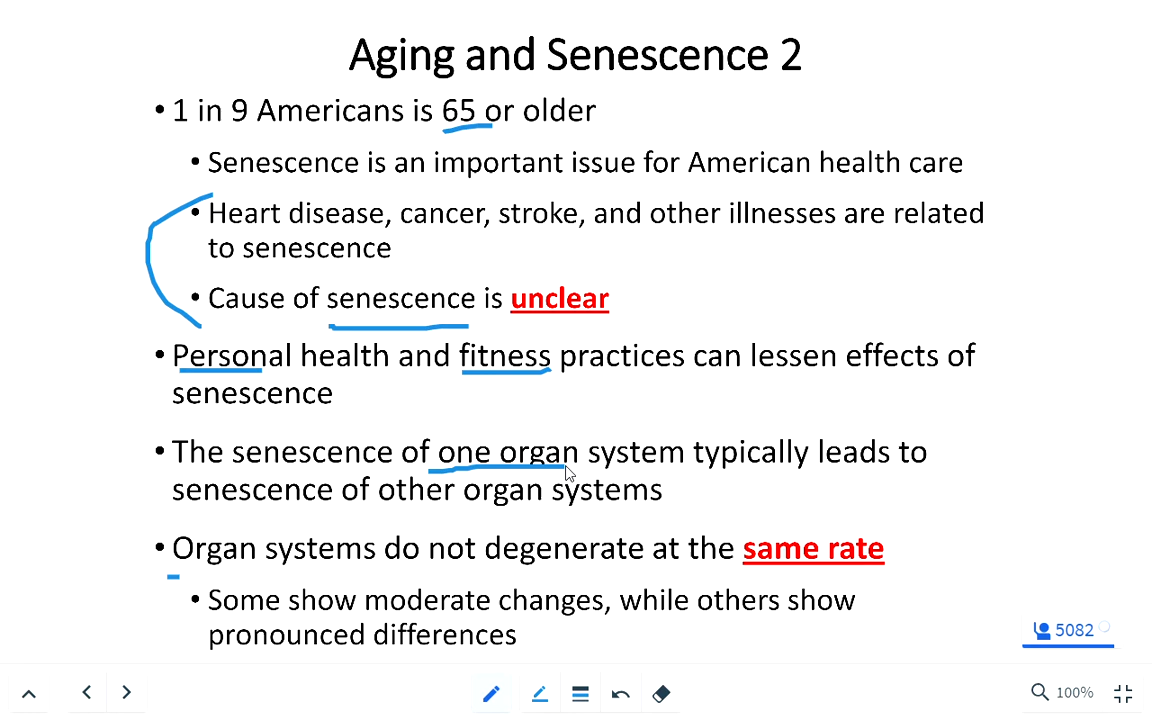 Aging and Senescence 2
• 1 in 9 Americans is 65 or older
• Senescence is an important issue for American health care
• Heart disease, cancer, stroke, and other illnesses are related
to senescence
• Cause of senescence is unclear
• Personal health and fitness practices can lessen effects of
senescence
• The senescence of one organ system typically leads to
senescence of other organ systems
• Organ systems do not degenerate at the same rate
• Some show moderate changes, while others show
pronounced differences
5082
100%